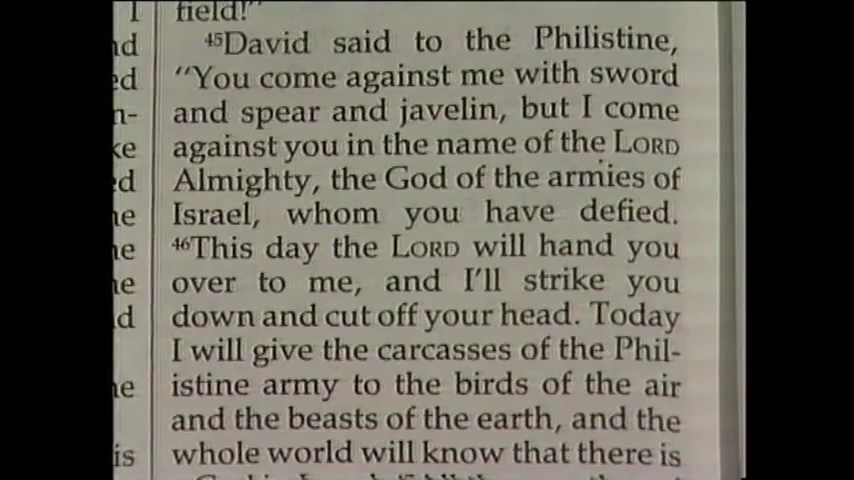 field!"
⁴⁵David said to the Philistine,
"You come against me with sword
and spear and javelin, but I come
against you in the name of the LORD
Almighty, the God of the armies of
Israel, whom you have defied.
⁴⁶This day the LORD will hand you
over to me, and I'll strike you
down and cut off your head. Today
I will give the carcasses of the Phil-
istine army to the birds of the air
and the beasts of the earth, and the
whole world will know that there is